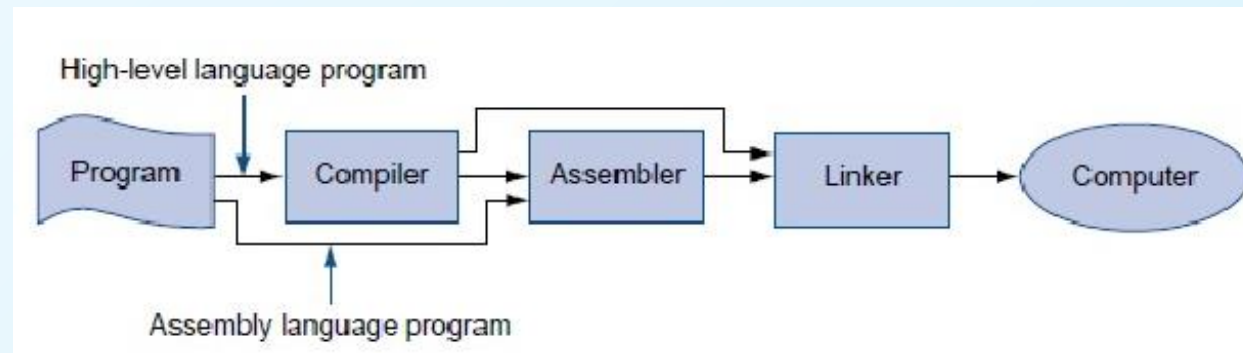 High-level language program
Program
Compiler
Assembler
Linker
Computer
Assembly language program